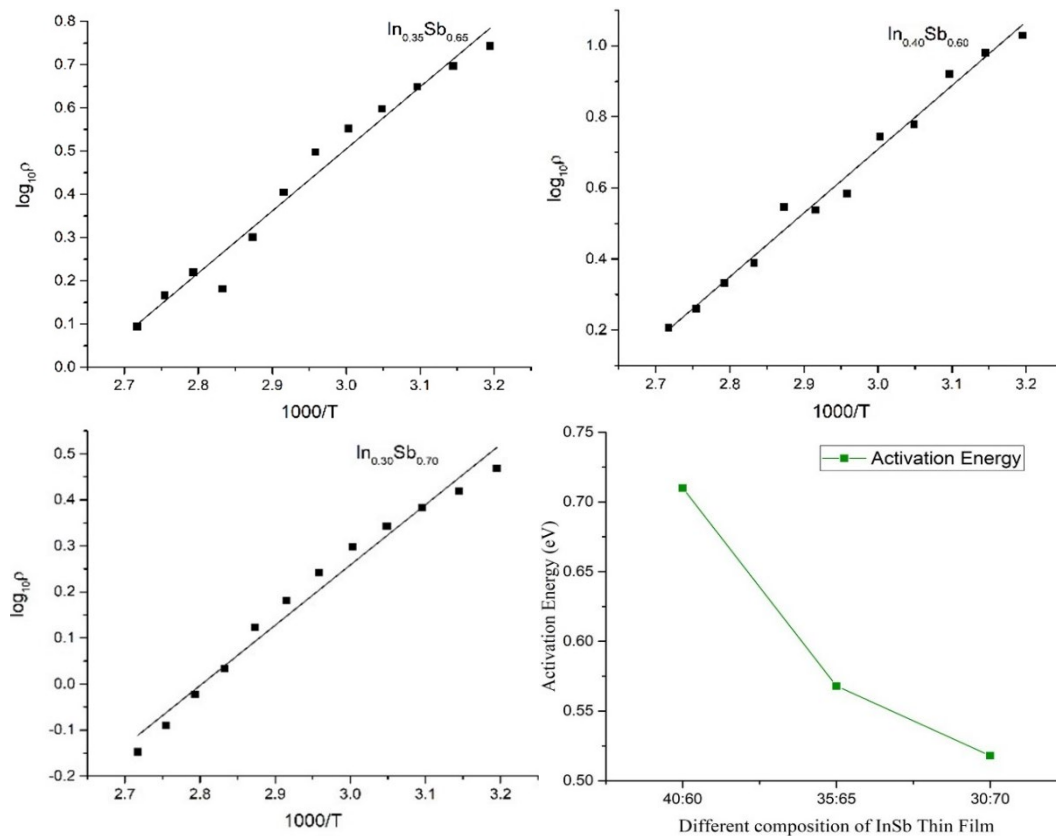 In₀.₃₅Sb₀.₆₅
0.8
0.7
0.6
0.5
0.4
0.3
0.2
0.1
0.0
log₁₀ρ
2.7 2.8 2.9 3.0 3.1 3.2
1000/T
In₀.₄₀Sb₀.₆₀
1.0
0.8
0.6
0.4
0.2
log₁₀ρ
2.7 2.8 2.9 3.0 3.1 3.2
1000/T
In₀.₃₀Sb₀.₇₀
0.5
0.4
0.3
0.2
0.1
0.0
-0.1
-0.2
log₁₀ρ
2.7 2.8 2.9 3.0 3.1 3.2
1000/T
Activation Energy
0.75
0.70
0.65
0.60
0.55
0.50
Activation Energy (eV)
40:60 35:65 30:70
Different composition of InSb Thin Film